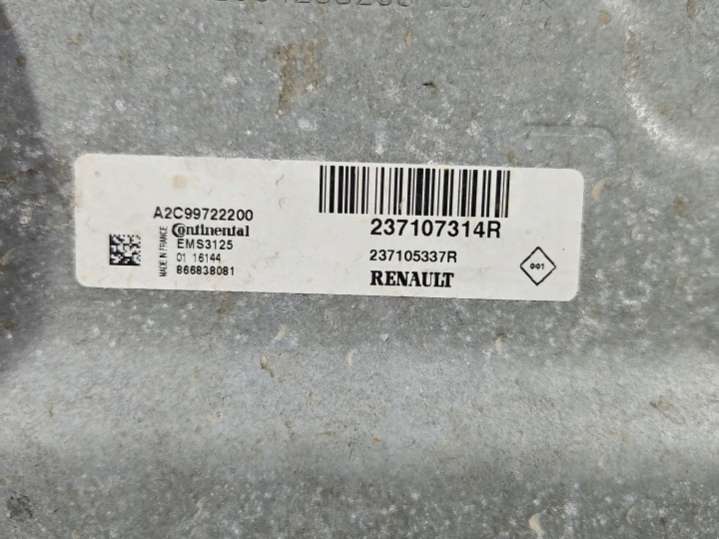 A2C99722200
Continental
EMS3125
01 16144
866838081
MADE IN FRANCE
237107314R
237105337R
RENAULT
001